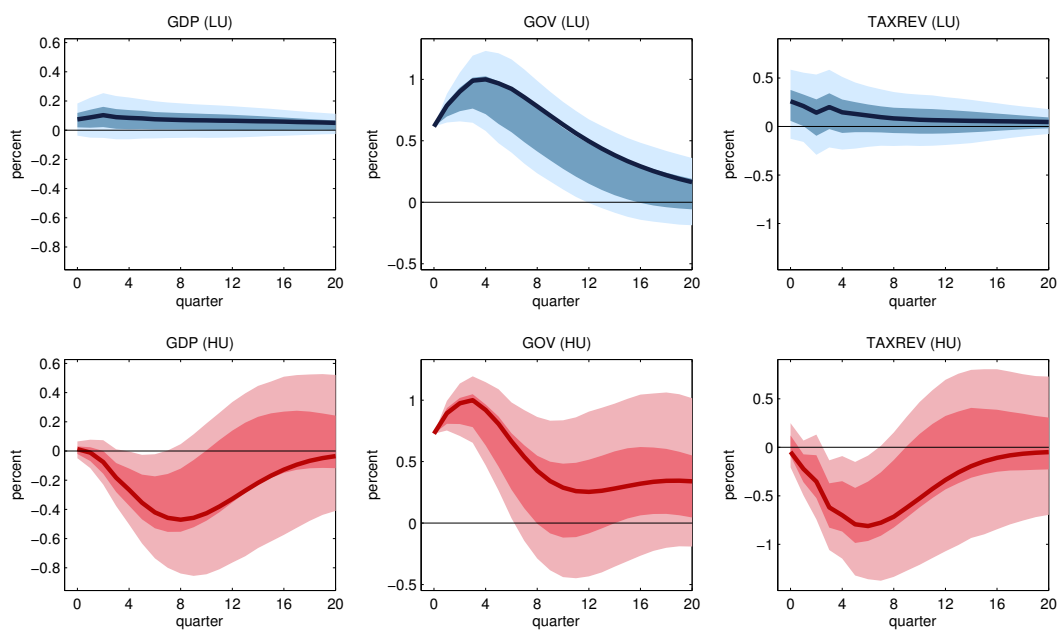 GDP (LU)
0.6
0.4
0.2
0
−0.2
−0.4
−0.6
−0.8
percent
0 4 8 12 16 20
quarter
GOV (LU)
1
0.5
0
−0.5
percent
0 4 8 12 16 20
quarter
TAXREV (LU)
0.5
0
−0.5
−1
percent
0 4 8 12 16 20
quarter
GDP (HU)
0.6
0.4
0.2
0
−0.2
−0.4
−0.6
−0.8
percent
0 4 8 12 16 20
quarter
GOV (HU)
1
0.5
0
−0.5
percent
0 4 8 12 16 20
quarter
TAXREV (HU)
0.5
0
−0.5
−1
percent
0 4 8 12 16 20
quarter